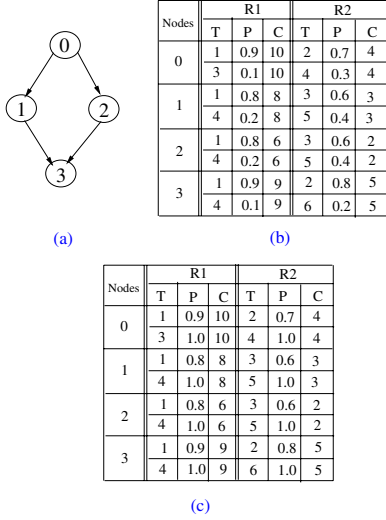 0
1 2
3
(a)
Nodes R1 R2
T P C T P C
0 1 0.9 10 2 0.7 4
3 0.1 10 4 0.3 4
1 1 0.8 8 3 0.6 3
4 0.2 8 5 0.4 3
2 1 0.8 6 3 0.6 2
4 0.2 6 5 0.4 2
3 1 0.9 9 2 0.8 5
4 0.1 9 6 0.2 5
(b)
Nodes R1 R2
T P C T P C
0 1 0.9 10 2 0.7 4
3 1.0 10 4 1.0 4
1 1 0.8 8 3 0.6 3
4 1.0 8 5 1.0 3
2 1 0.8 6 3 0.6 2
4 1.0 6 5 1.0 2
3 1 0.9 9 2 0.8 5
4 1.0 9 6 1.0 5
(c)